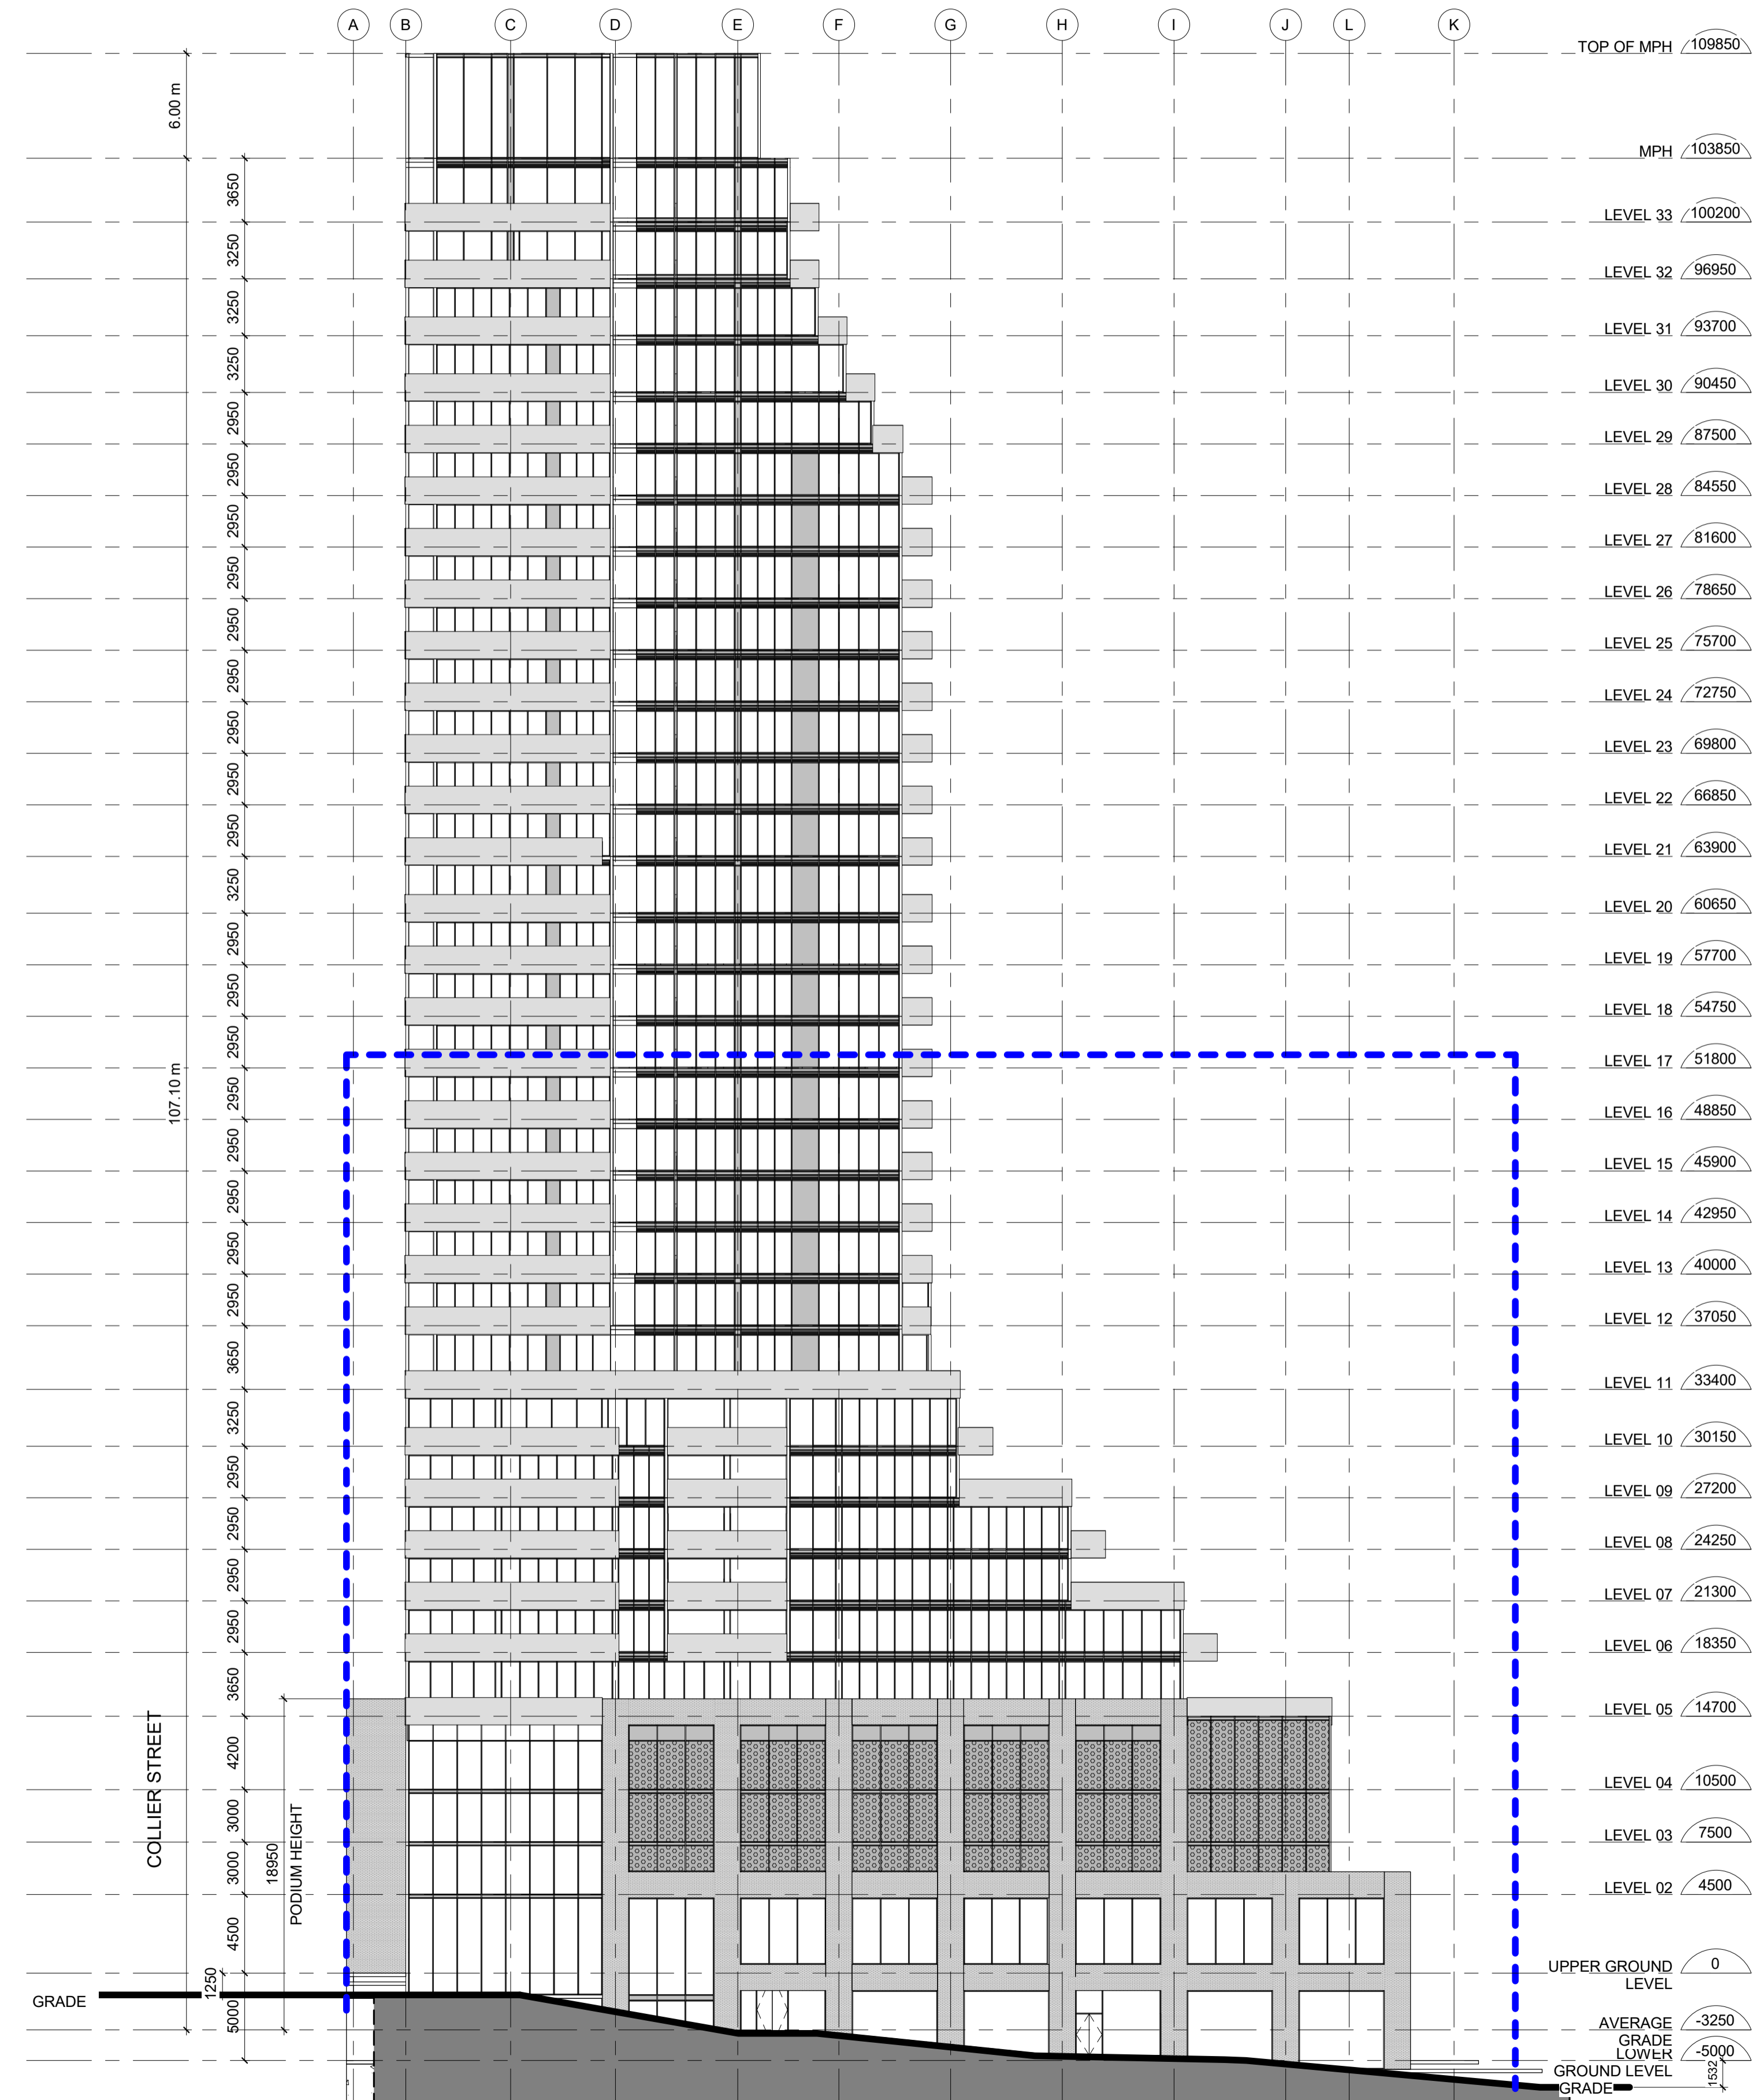 A B C D E F G H I J L K
TOP OF MPH 109850
6.00 m
MPH 103850
3650
LEVEL 33 100200
3250
LEVEL 32 96950
3250
LEVEL 31 93700
3250
LEVEL 30 90450
2950
LEVEL 29 87500
2950
LEVEL 28 84550
2950
LEVEL 27 81600
2950
LEVEL 26 78650
2950
LEVEL 25 75700
2950
LEVEL 24 72750
2950
LEVEL 23 69800
2950
LEVEL 22 66850
2950
LEVEL 21 63900
3250
LEVEL 20 60650
2950
LEVEL 19 57700
2950
LEVEL 18 54750
2950
LEVEL 17 51800
107.10 m
2950
LEVEL 16 48850
2950
LEVEL 15 45900
2950
LEVEL 14 42950
2950
LEVEL 13 40000
2950
LEVEL 12 37050
3650
LEVEL 11 33400
3250
LEVEL 10 30150
2950
LEVEL 09 27200
2950
LEVEL 08 24250
2950
LEVEL 07 21300
2950
LEVEL 06 18350
3650
LEVEL 05 14700
COLLIER STREET
4200
LEVEL 04 10500
3000
LEVEL 03 7500
18950
PODIUM HEIGHT
3000
LEVEL 02 4500
4500
UPPER GROUND LEVEL 0
1250
GRADE
5000
AVERAGE GRADE -3250
LOWER GROUND LEVEL -5000
1532
GRADE